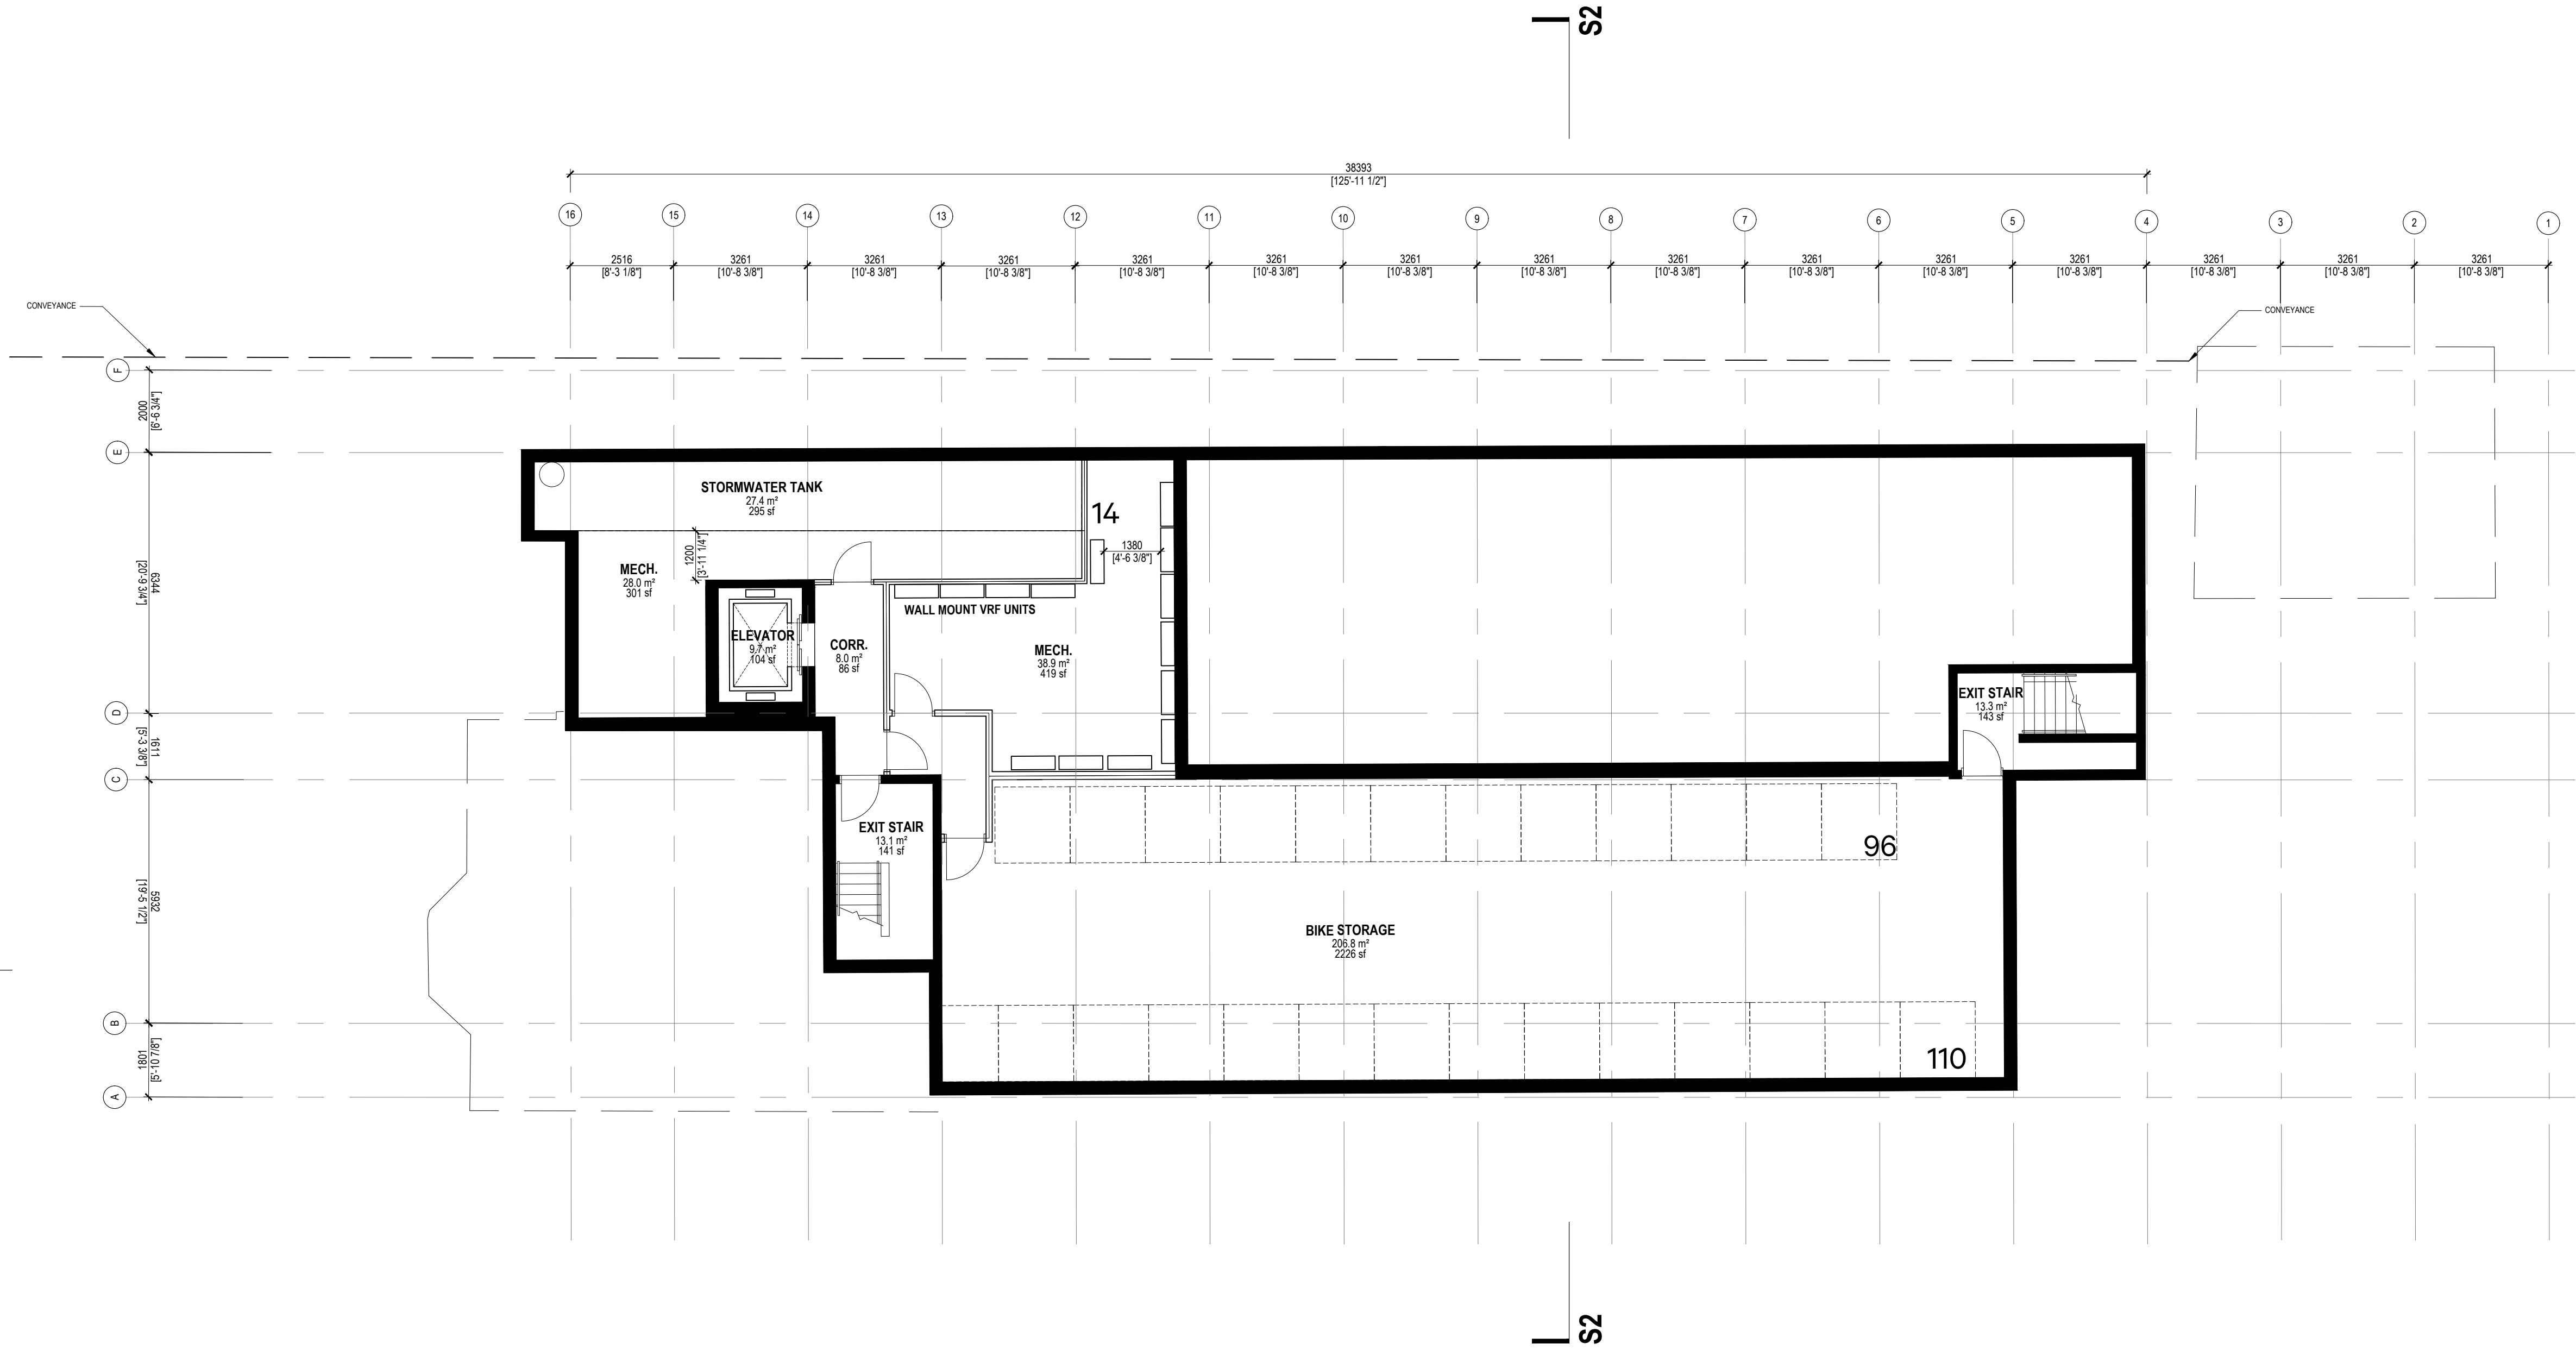 S2
38393
[125'-11 1/2"]
16 15 14 13 12 11 10 9 8 7 6 5 4 3 2 1
2516 3261 3261 3261 3261 3261 3261 3261 3261 3261 3261 3261 3261 3261 3261
[8'-3 1/8"] [10'-8 3/8"] [10'-8 3/8"] [10'-8 3/8"] [10'-8 3/8"] [10'-8 3/8"] [10'-8 3/8"] [10'-8 3/8"] [10'-8 3/8"] [10'-8 3/8"] [10'-8 3/8"] [10'-8 3/8"] [10'-8 3/8"] [10'-8 3/8"] [10'-8 3/8"]
CONVEYANCE
CONVEYANCE
F
2000
[6'-6 3/4"]
E
6344
[20'-9 3/4"]
D
1611
[5'-3 3/8"]
C
5932
[19'-5 1/2"]
B
1801
[5'-10 7/8"]
A
STORMWATER TANK
27.4 m²
295 sf
14
1380
[4'-6 3/8"]
1200
[3'-11 1/4"]
MECH.
28.0 m²
301 sf
WALL MOUNT VRF UNITS
ELEVATOR
9.7 m²
104 sf
CORR.
8.0 m²
86 sf
MECH.
38.9 m²
419 sf
EXIT STAIR
13.3 m²
143 sf
EXIT STAIR
13.1 m²
141 sf
96
BIKE STORAGE
206.8 m²
2226 sf
110
S2